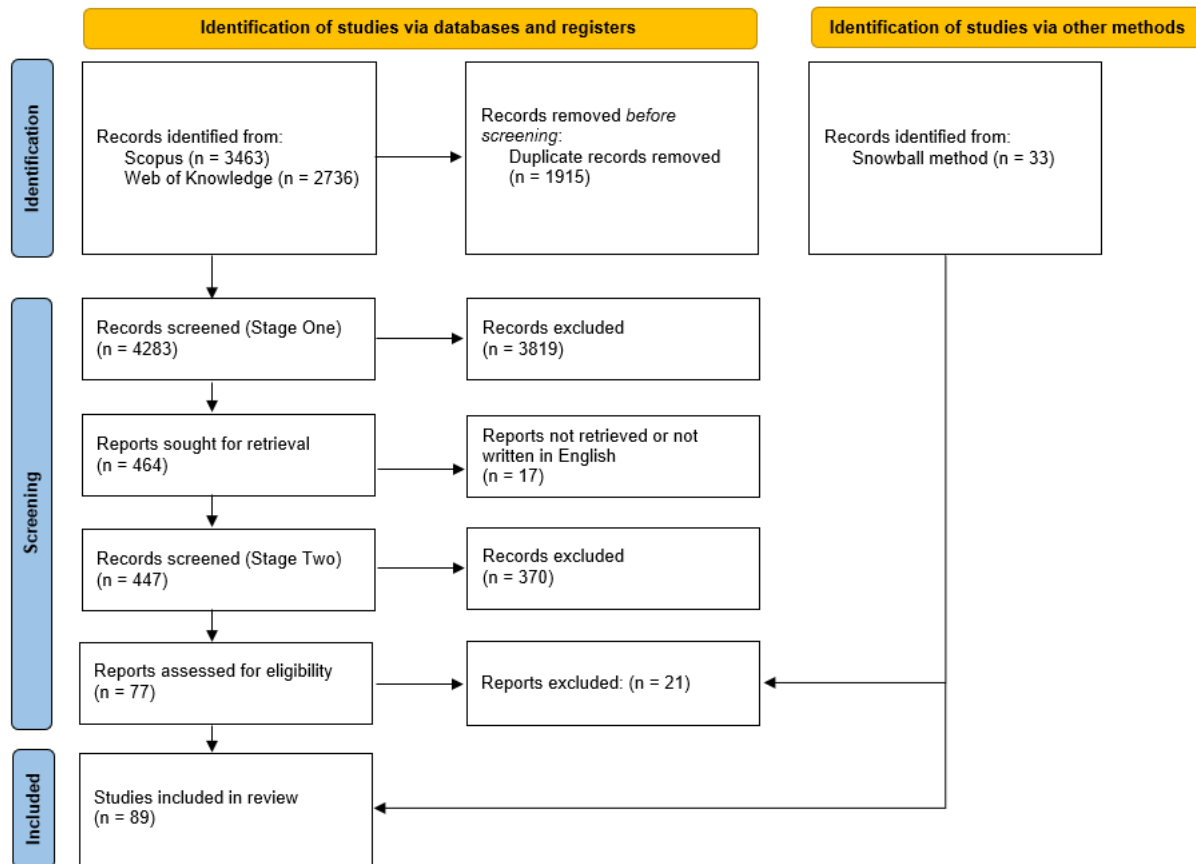 Identification of studies via databases and registers
Identification of studies via other methods
Identification
Records identified from:
Scopus (n = 3463)
Web of Knowledge (n = 2736)
Records removed before
screening:
Duplicate records removed
(n = 1915)
Records identified from:
Snowball method (n = 33)
Screening
Records screened (Stage One)
(n = 4283)
Records excluded
(n = 3819)
Reports sought for retrieval
(n = 464)
Reports not retrieved or not
written in English
(n = 17)
Records screened (Stage Two)
(n = 447)
Records excluded
(n = 370)
Reports assessed for eligibility
(n = 77)
Reports excluded: (n = 21)
Included
Studies included in review
(n = 89)